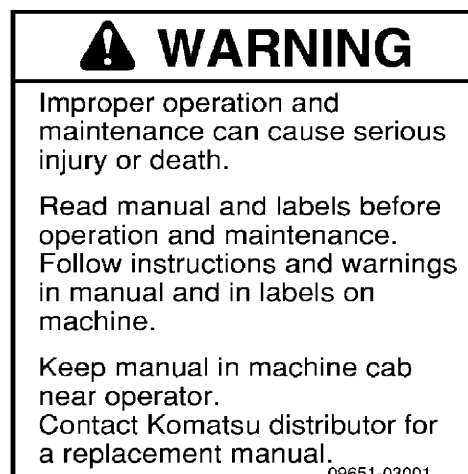 WARNING
Improper operation and
maintenance can cause serious
injury or death.
Read manual and labels before
operation and maintenance.
Follow instructions and warnings
in manual and in labels on
machine.
Keep manual in machine cab
near operator.
Contact Komatsu distributor for
a replacement manual.
09651-03001